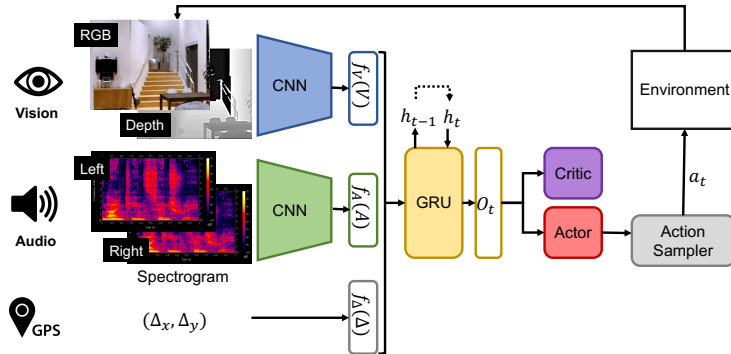 RGB
Depth
Vision
CNN
f_V(V)
Left
Right
Spectrogram
Audio
CNN
f_A(A)
GPS
(Δ_x, Δ_y)
f_Δ(Δ)
h_{t−1}
h_t
GRU
O_t
Critic
Actor
Action
Sampler
a_t
Environment